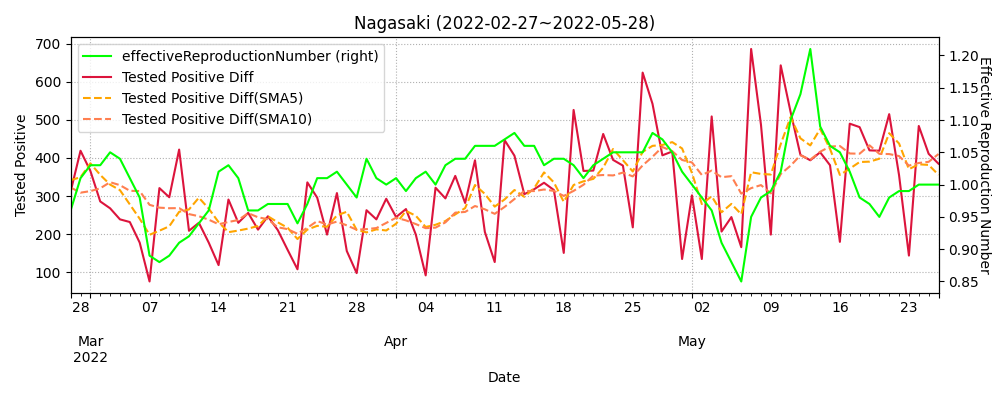 Nagasaki (2022-02-27~2022-05-28)
effectiveReproductionNumber (right)
Tested Positive Diff
Tested Positive Diff(SMA5)
Tested Positive Diff(SMA10)
Tested Positive
700
600
500
400
300
200
100
1.20
1.15
1.10
1.05
1.00
0.95
0.90
0.85
Effective Reproduction Number
28 07 14 21 28 04 11 18 25 02 09 16 23
Mar Apr May
2022
Date